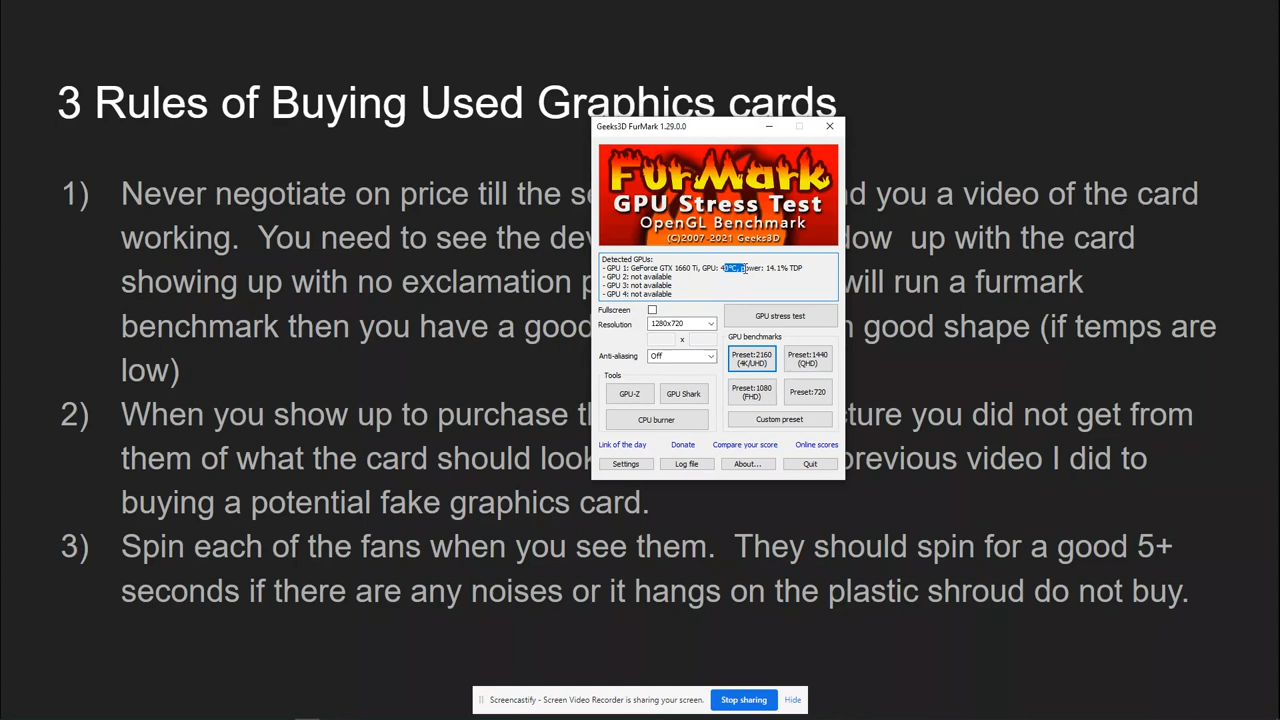 3 Rules of Buying Used Graphics cards
1) Never negotiate on price till the se
nd you a video of the card
working. You need to see the dev
dow up with the card
showing up with no exclamation p
will run a furmark
benchmark then you have a good
n good shape (if temps are
low)
2) When you show up to purchase th
cture you did not get from
them of what the card should look
previous video I did to
buying a potential fake graphics card.
3) Spin each of the fans when you see them. They should spin for a good 5+
seconds if there are any noises or it hangs on the plastic shroud do not buy.
Geeks3D FurMark 1.29.0.0
FurMark
GPU Stress Test
OpenGL Benchmark
(C)2007-2021 Geeks3D
Detected GPUs:
- GPU 1: GeForce GTX 1660 Ti, GPU: 40°C, power: 14.1% TDP
- GPU 2: not available
- GPU 3: not available
- GPU 4: not available
Fullscreen
GPU stress test
Resolution 1280x720
x
GPU benchmarks
Anti-aliasing Off
Preset:2160
(4K/UHD)
Preset:1440
(QHD)
Tools
GPU-Z GPU Shark
Preset:1080
(FHD)
Preset:720
CPU burner
Custom preset
Link of the day Donate Compare your score Online scores
Settings Log file About... Quit
Screencastify - Screen Video Recorder is sharing your screen. Stop sharing Hide